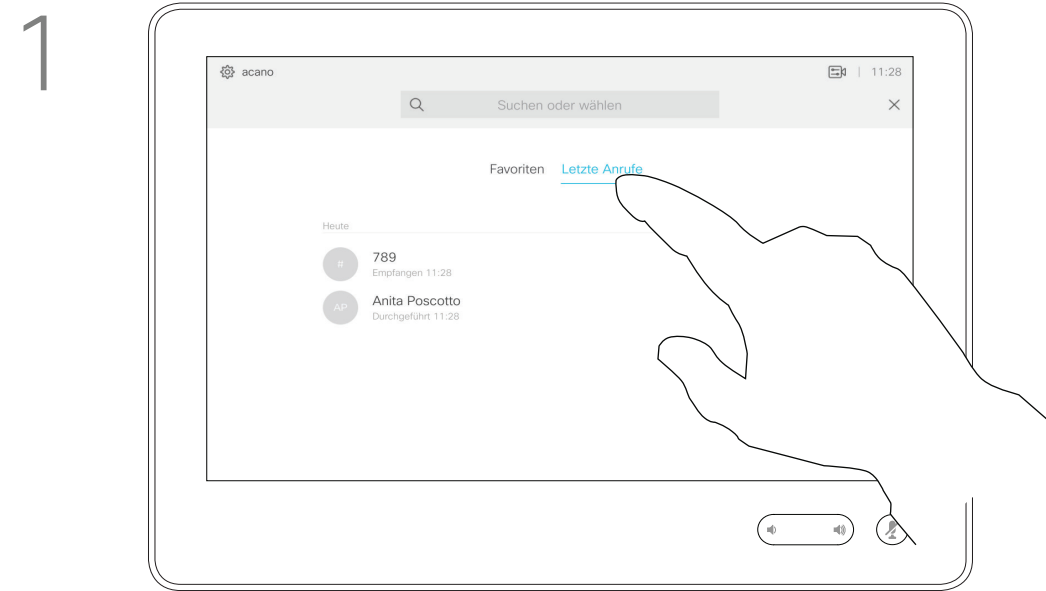 1
acano 11:28
Suchen oder wählen
Favoriten Letzte Anrufe
Heute
#
789
Empfangen 11:28
AP
Anita Poscotto
Durchgeführt 11:28